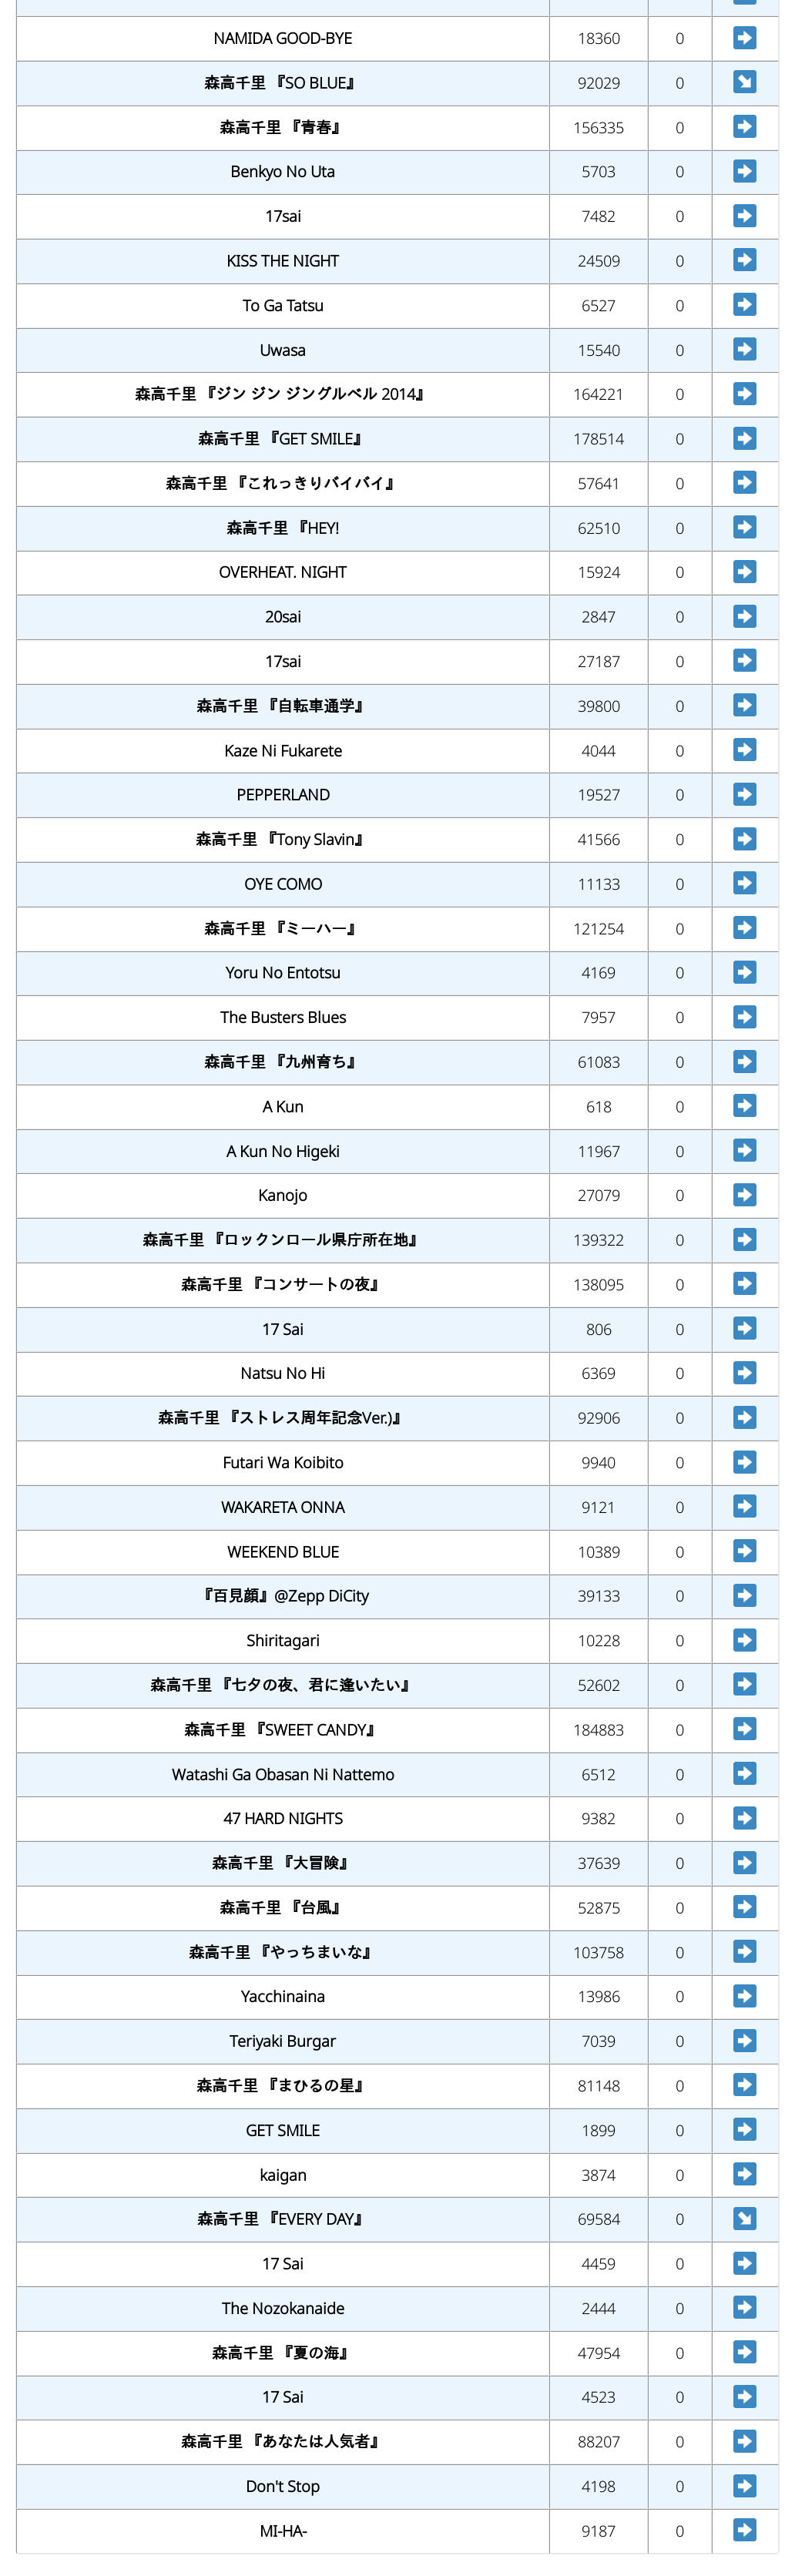 NAMIDA GOOD-BYE 18360 0
森高千里 『SO BLUE』 92029 0
森高千里 『青春』 156335 0
Benkyo No Uta 5703 0
17sai 7482 0
KISS THE NIGHT 24509 0
To Ga Tatsu 6527 0
Uwasa 15540 0
森高千里 『ジン ジン ジングルベル 2014』 164221 0
森高千里 『GET SMILE』 178514 0
森高千里 『これっきりバイバイ』 57641 0
森高千里 『HEY! 62510 0
OVERHEAT. NIGHT 15924 0
20sai 2847 0
17sai 27187 0
森高千里 『自転車通学』 39800 0
Kaze Ni Fukarete 4044 0
PEPPERLAND 19527 0
森高千里 『Tony Slavin』 41566 0
OYE COMO 11133 0
森高千里 『ミーハー』 121254 0
Yoru No Entotsu 4169 0
The Busters Blues 7957 0
森高千里 『九州育ち』 61083 0
A Kun 618 0
A Kun No Higeki 11967 0
Kanojo 27079 0
森高千里 『ロックンロール県庁所在地』 139322 0
森高千里 『コンサートの夜』 138095 0
17 Sai 806 0
Natsu No Hi 6369 0
森高千里 『ストレス周年記念Ver.)』 92906 0
Futari Wa Koibito 9940 0
WAKARETA ONNA 9121 0
WEEKEND BLUE 10389 0
『百見顔』@Zepp DiCity 39133 0
Shiritagari 10228 0
森高千里 『七夕の夜、君に逢いたい』 52602 0
森高千里 『SWEET CANDY』 184883 0
Watashi Ga Obasan Ni Nattemo 6512 0
47 HARD NIGHTS 9382 0
森高千里 『大冒険』 37639 0
森高千里 『台風』 52875 0
森高千里 『やっちまいな』 103758 0
Yacchinaina 13986 0
Teriyaki Burgar 7039 0
森高千里 『まひるの星』 81148 0
GET SMILE 1899 0
kaigan 3874 0
森高千里 『EVERY DAY』 69584 0
17 Sai 4459 0
The Nozokanaide 2444 0
森高千里 『夏の海』 47954 0
17 Sai 4523 0
森高千里 『あなたは人気者』 88207 0
Don't Stop 4198 0
MI-HA- 9187 0